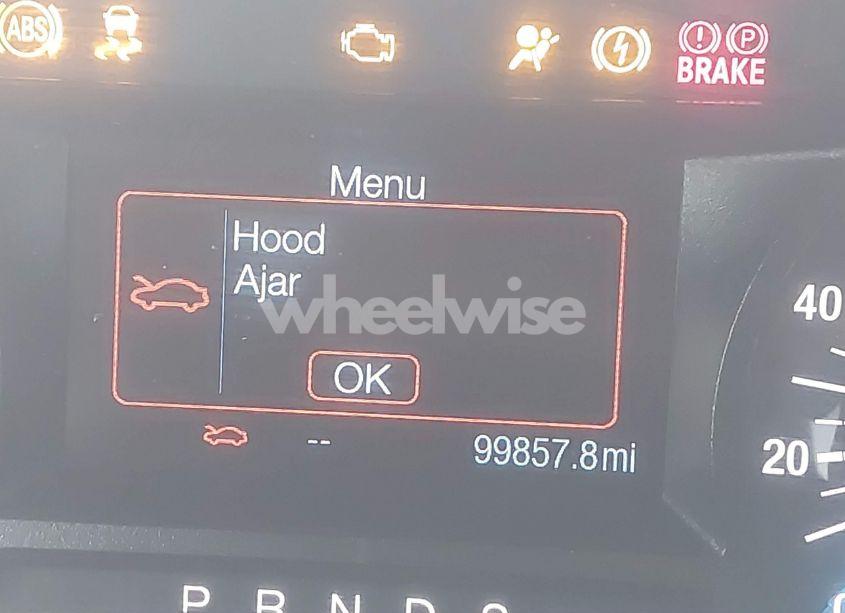 ABS
P
BRAKE
Menu
Hood
Ajar
wheelwise
OK
40
-- 99857.8mi
20
P R N D S